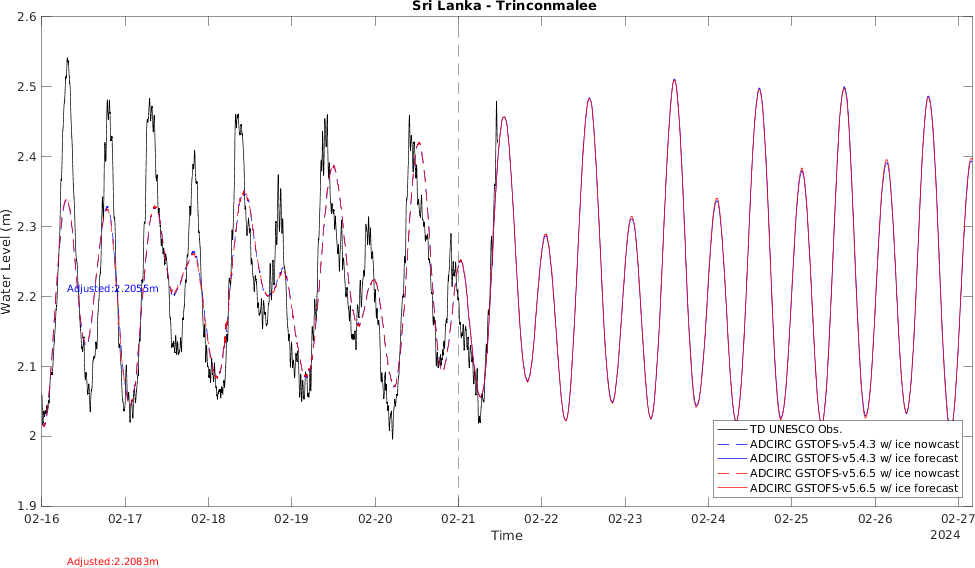 Sri Lanka - Trinconmalee
2.6
2.5
2.4
2.3
2.2
2.1
2
1.9
Water Level (m)
Adjusted:2.2055m
TD UNESCO Obs.
ADCIRC GSTOFS-v5.4.3 w/ ice nowcast
ADCIRC GSTOFS-v5.4.3 w/ ice forecast
ADCIRC GSTOFS-v5.6.5 w/ ice nowcast
ADCIRC GSTOFS-v5.6.5 w/ ice forecast
02-16 02-17 02-18 02-19 02-20 02-21 02-22 02-23 02-24 02-25 02-26 02-27
Time
2024
Adjusted:2.2083m